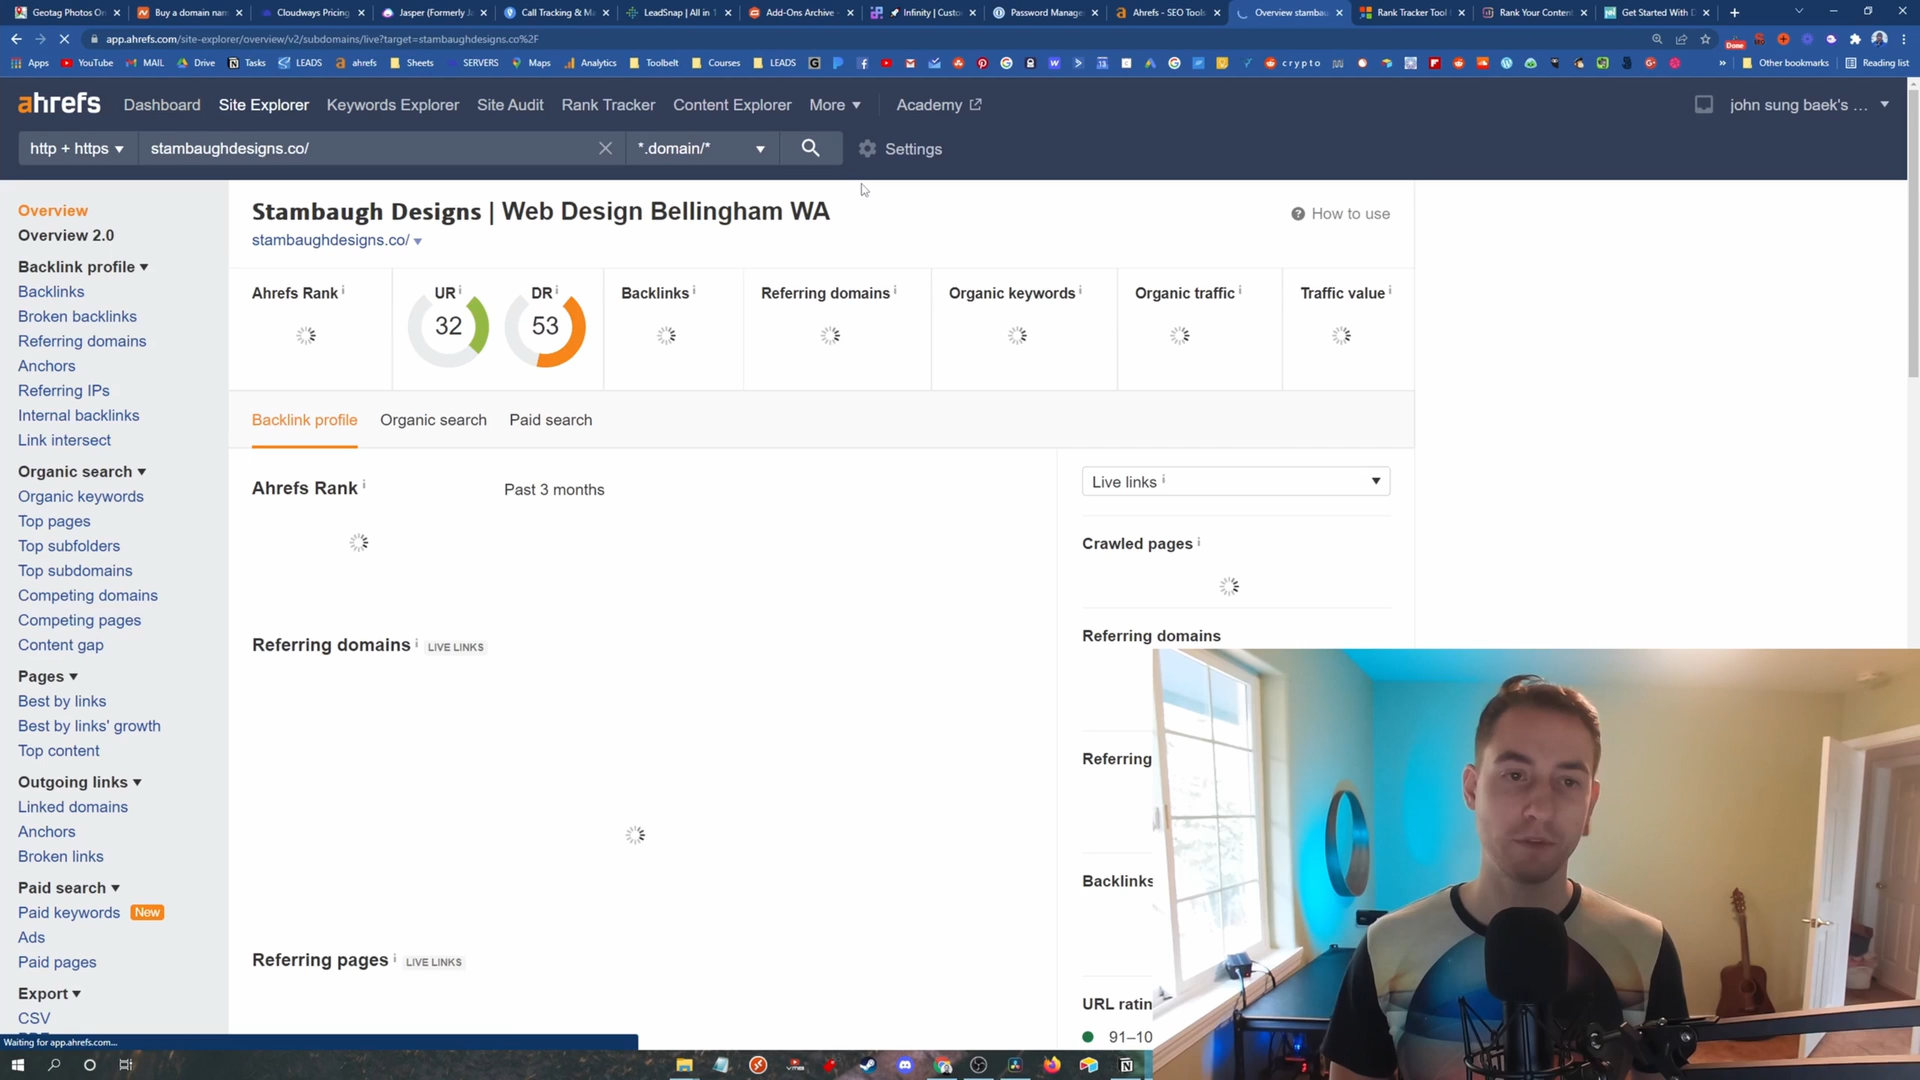 Geotag Photos On
Buy a domain nam
Cloudways Pricing
Jasper (Formerly J
Call Tracking & M
LeadSnap | All in 1
Add-Ons Archive
Infinity | Custo
Password Manage
Ahrefs - SEO Tools
Overview stambau
Rank Tracker Tool
Rank Your Content
Get Started With D
app.ahrefs.com/site-explorer/overview/v2/subdomains/live?target=stambaughdesigns.co%2F
Done
Apps
YouTube
MAIL
Drive
Tasks
LEADS
ahrefs
Sheets
SERVERS
Maps
Analytics
Toolbelt
Courses
LEADS
crypto
Other bookmarks
Reading list
ahrefs
Dashboard
Site Explorer
Keywords Explorer
Site Audit
Rank Tracker
Content Explorer
More
Academy
john sung baek's ...
http + https
stambaughdesigns.co/
*.domain/*
Settings
Overview
Overview 2.0
Backlink profile
Backlinks
Broken backlinks
Referring domains
Anchors
Referring IPs
Internal backlinks
Link intersect
Organic search
Organic keywords
Top pages
Top subfolders
Top subdomains
Competing domains
Competing pages
Content gap
Pages
Best by links
Best by links' growth
Top content
Outgoing links
Linked domains
Anchors
Broken links
Paid search
Paid keywords New
Ads
Paid pages
Export
CSV
Waiting for app.ahrefs.com...
Stambaugh Designs | Web Design Bellingham WA
stambaughdesigns.co/
How to use
Ahrefs Rank
UR
32
DR
53
Backlinks
Referring domains
Organic keywords
Organic traffic
Traffic value
Backlink profile
Organic search
Paid search
Ahrefs Rank
Past 3 months
Referring domains LIVE LINKS
Referring pages LIVE LINKS
Live links
Crawled pages
Referring domains
Referring
Backlinks
URL ratin
91–10